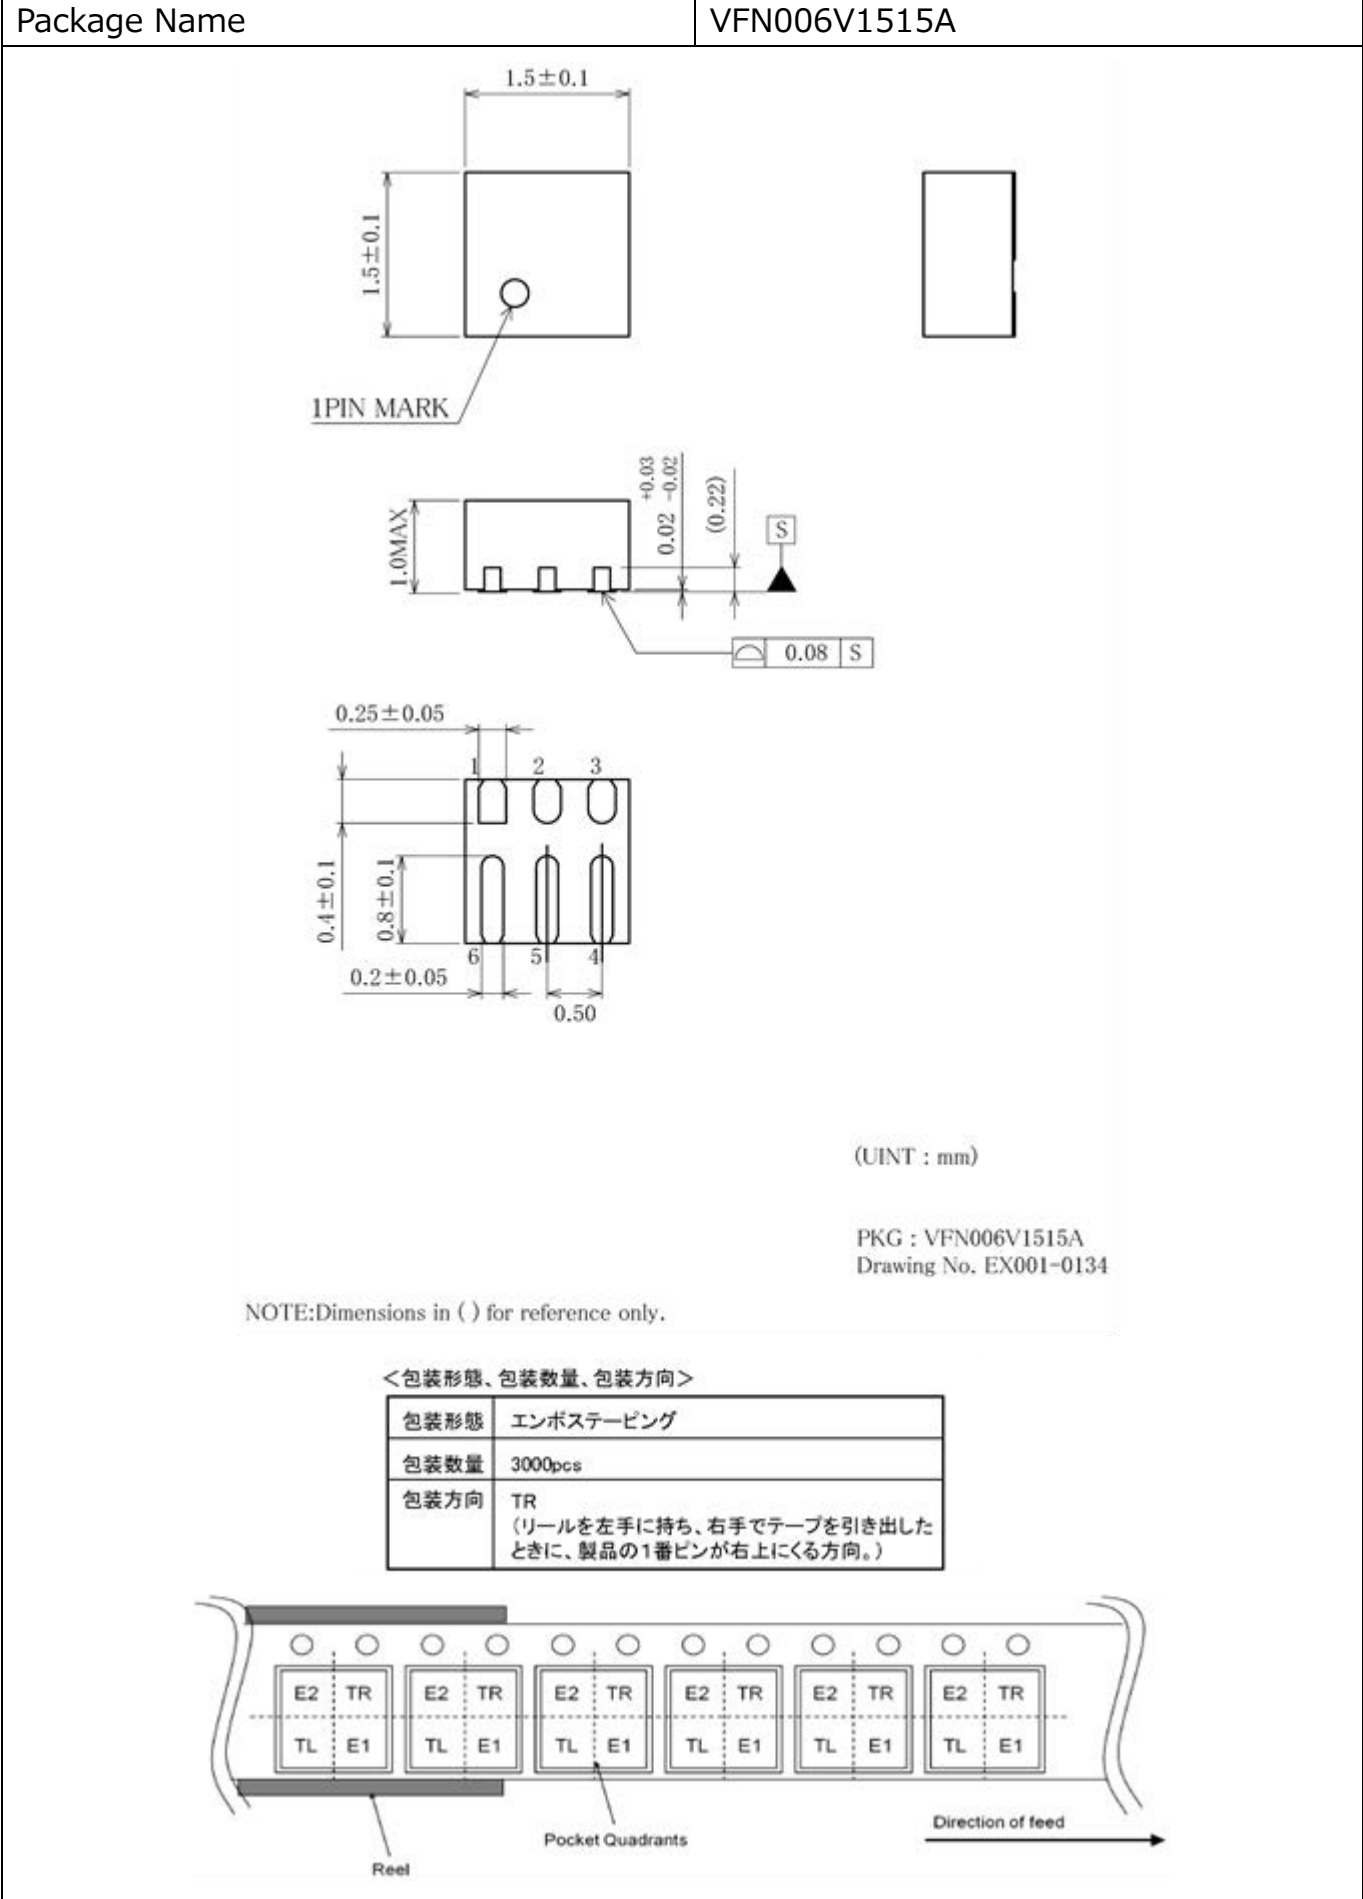 Package Name
VFN006V1515A
1.5±0.1
1.5±0.1
1PIN MARK
1.0MAX
0.02 +0.03 -0.02
(0.22)
S
0.08 S
0.25±0.05
1 2 3
0.4±0.1
0.8±0.1
6 5 4
0.2±0.05
0.50
(UINT : mm)
PKG : VFN006V1515A
Drawing No. EX001-0134
NOTE:Dimensions in ( ) for reference only.
<包装形態、包装数量、包装方向>
包装形態 エンボステーピング
包装数量 3000pcs
包装方向 TR
(リールを左手に持ち、右手でテープを引き出した
ときに、製品の1番ピンが右上にくる方向。)
E2 TR E2 TR E2 TR E2 TR E2 TR E2 TR
TL E1 TL E1 TL E1 TL E1 TL E1 TL E1
Direction of feed
Pocket Quadrants
Reel